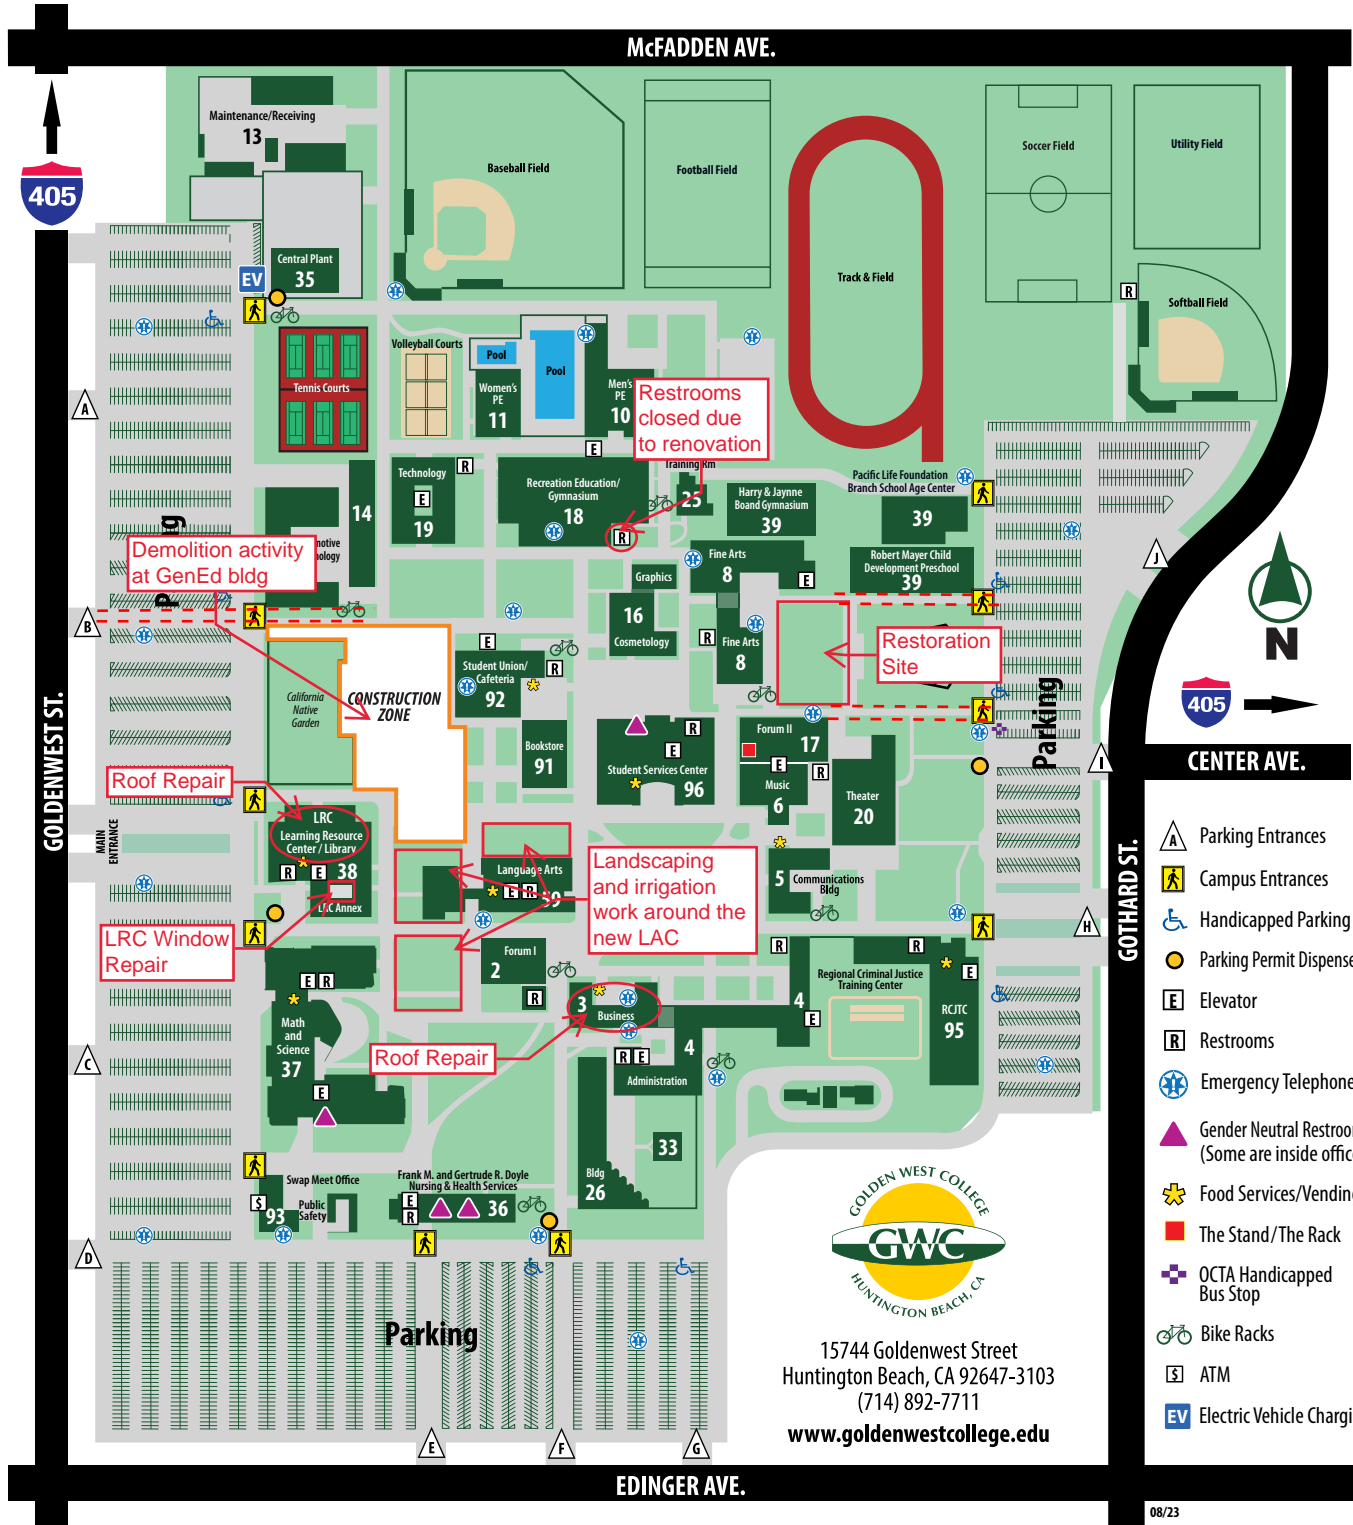 McFADDEN AVE.
405
Maintenance/Receiving
13
Baseball Field
Football Field
Soccer Field
Utility Field
Track & Field
Softball Field
R
Central Plant
35
EV
Tennis Courts
Volleyball Courts
Pool
Pool
Women's
PE
11
Men's
PE
10
Restrooms
closed due
to renovation
A
Technology
R
E
19
14
E
Recreation Education/
Gymnasium
18
R
Training Rm
25
Harry & Jaynne
Board Gymnasium
39
Pacific Life Foundation
Branch School Age Center
39
Robert Mayer Child
Development Preschool
39
J
Demolition activity
at GenEd bldg
Fine Arts
8
E
Graphics
16
Cosmetology
R
Fine Arts
8
Restoration
Site
N
405
B
E
Student Union/
Cafeteria
92
R
California
Native
Garden
CONSTRUCTION
ZONE
GOLDENWEST ST.
Bookstore
91
R
E
Student Services Center
96
Forum II
17
E
R
Music
6
Theater
20
Parking
I
CENTER AVE.
Roof Repair
MAIN
ENTRANCE
LRC
Learning Resource
Center / Library
R
E
38
LRC Annex
Language Arts
E
R
Landscaping
and irrigation
work around the
new LAC
5
Communications
Bldg
GOTHARD ST.
H
LRC Window
Repair
Forum I
2
R
E
R
Math
and
Science
37
E
C
Roof Repair
3
Business
R
E
4
Administration
R
4
E
R
Regional Criminal Justice
Training Center
E
RCJTC
95
33
Bldg
26
Swap Meet Office
$
93
Public
Safety
Frank M. and Gertrude R. Doyle
Nursing & Health Services
E
R
36
D
Parking
E
F
G
GOLDEN WEST COLLEGE
GWC
HUNTINGTON BEACH, CA
15744 Goldenwest Street
Huntington Beach, CA 92647-3103
(714) 892-7711
www.goldenwestcollege.edu
A Parking Entrances
Campus Entrances
Handicapped Parking
Parking Permit Dispense
E Elevator
R Restrooms
Emergency Telephone
Gender Neutral Restroo
(Some are inside offic
Food Services/Vending
The Stand/The Rack
OCTA Handicapped
Bus Stop
Bike Racks
$ ATM
EV Electric Vehicle Chargi
EDINGER AVE.
08/23